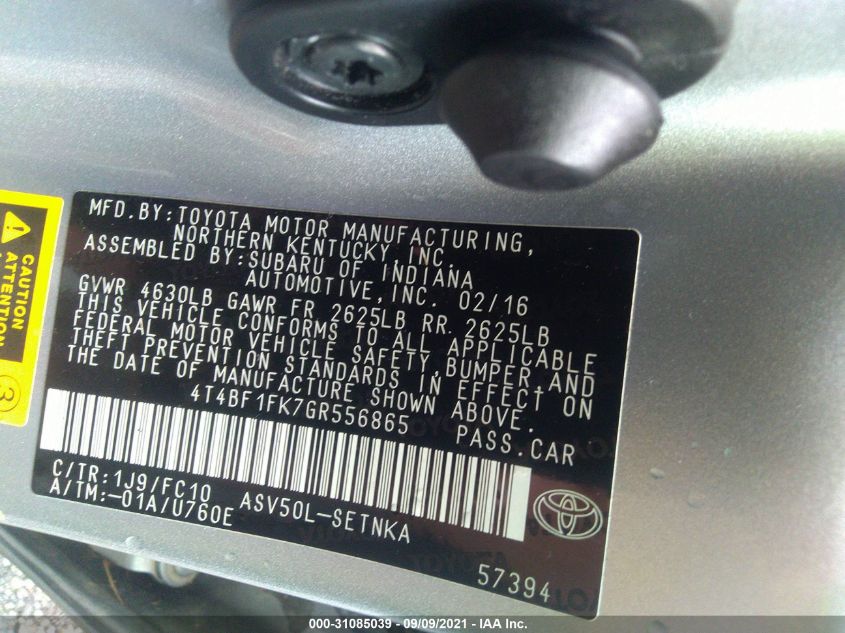 MFD.BY:TOYOTA MOTOR MANUFACTURING,
NORTHERN KENTUCKY, INC.
ASSEMBLED BY:SUBARU OF INDIANA
AUTOMOTIVE,INC. 02/16
GVWR 4630LB GAWR FR 2625LB RR 2625LB
THIS VEHICLE CONFORMS TO ALL APPLICABLE
FEDERAL MOTOR VEHICLE SAFETY,BUMPER,AND
THEFT PREVENTION STANDARDS IN EFFECT ON
THE DATE OF MANUFACTURE SHOWN ABOVE.
4T4BF1FK7GR556865 PASS.CAR
C/TR:1J9/FC10
A/TM:-01A/U760E ASV50L-SETNKA
57394
CAUTION
ATTENTION
3
000-31085039 - 09/09/2021 - IAA Inc.